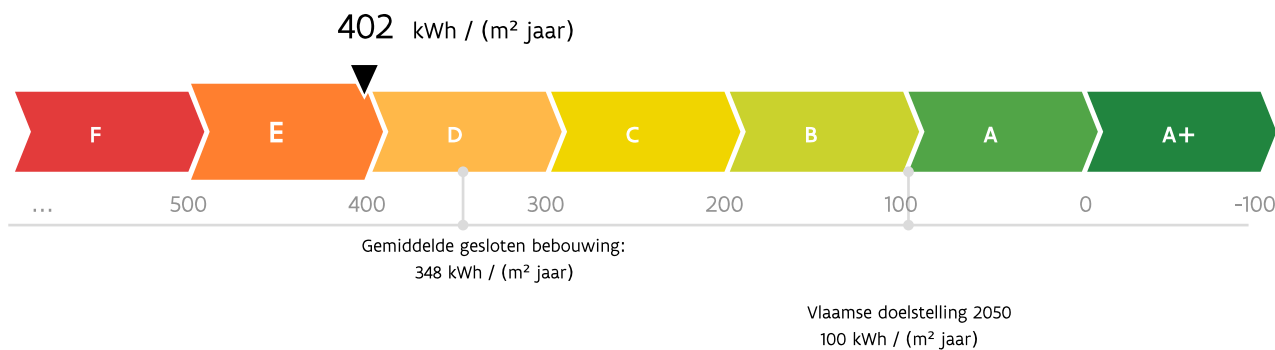 402 kWh / (m² jaar)
F E D C B A A+
... 500 400 300 200 100 0 -100
Gemiddelde gesloten bebouwing:
348 kWh / (m² jaar)
Vlaamse doelstelling 2050
100 kWh / (m² jaar)